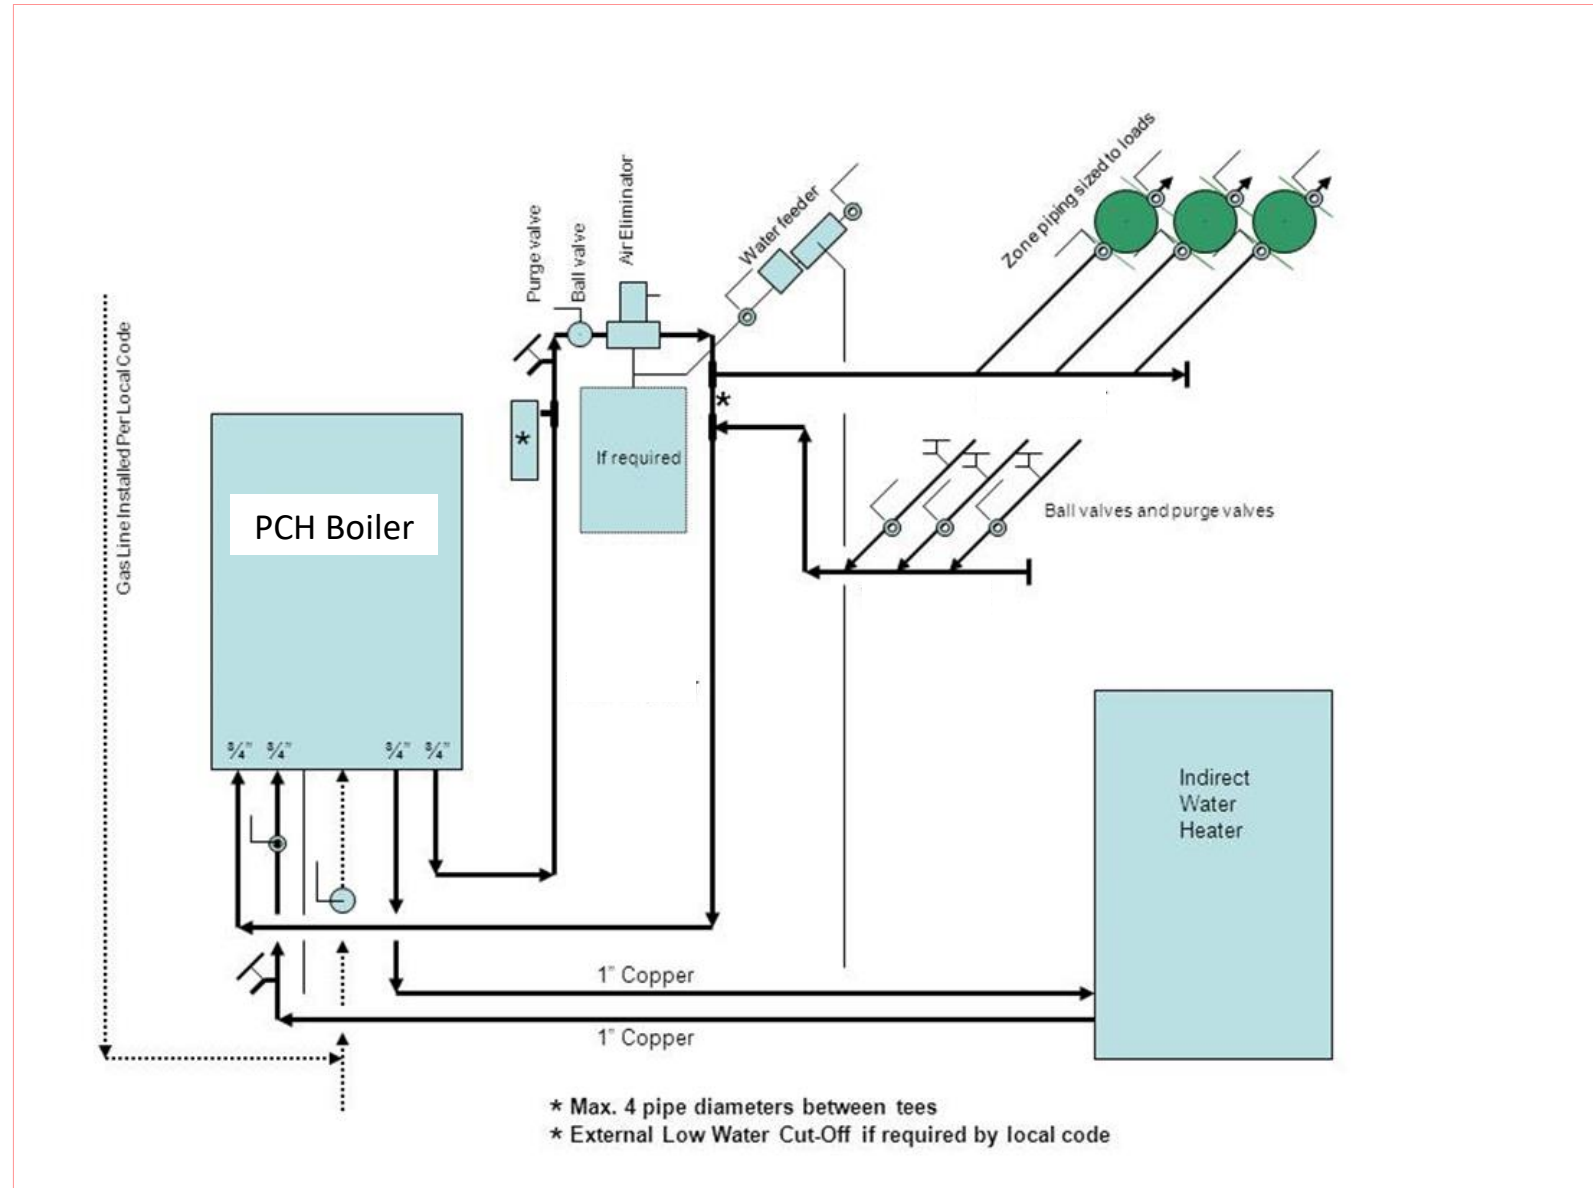 Zone piping sized to loads
Purge valve
Ball valve
Air Eliminator
Water feeder
Gas Line Installed Per Local Code
*
*
If required
PCH Boiler
Ball valves and purge valves
¾” ¾” ¾” ¾”
Indirect
Water
Heater
1” Copper
1” Copper
* Max. 4 pipe diameters between tees
* External Low Water Cut-Off if required by local code